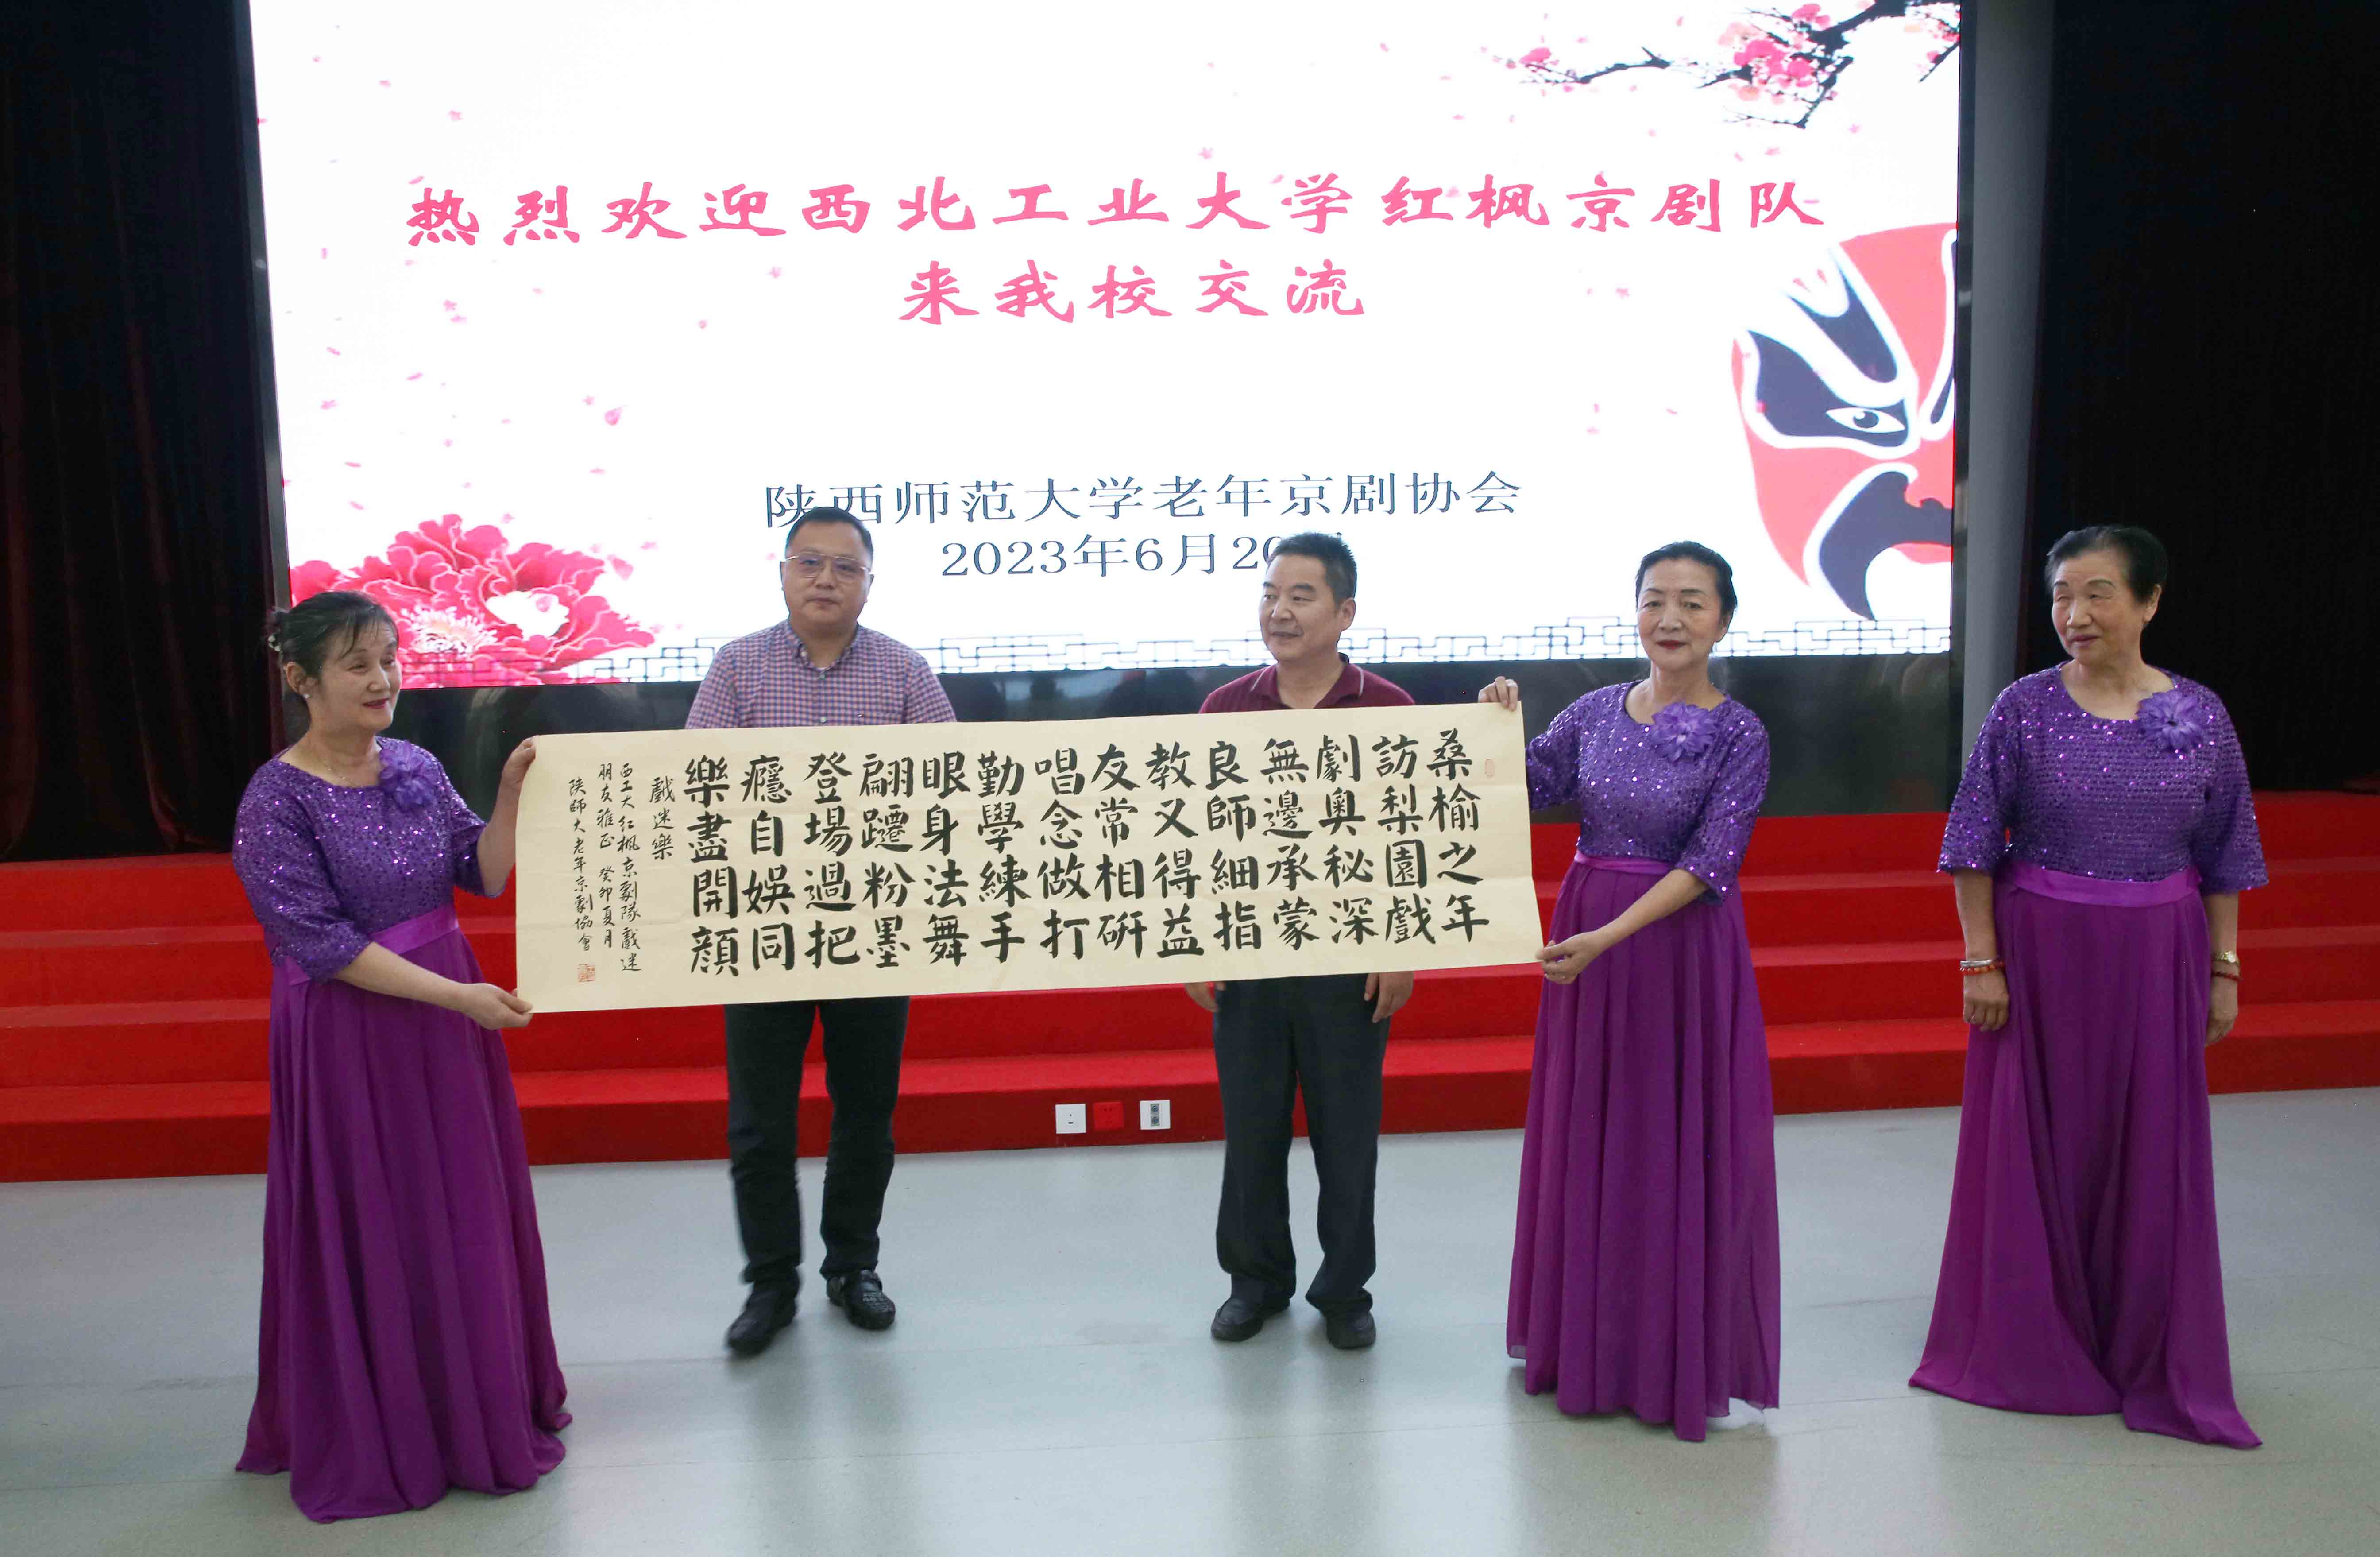 热烈欢迎西北工业大学红枫京剧队
来我校交流
陕西师范大学老年京剧协会
2023年6月20
桑榆之年
訪梨園戲
劇奥秘深
無邊承蒙
良師細指
教又得益
友常相研
唱念做打
勤學練手
眼身法舞
翩躚粉墨
登場過把
癮自娛同
樂盡開顔
戲迷樂
西工大红楓京劇隊戲迷
朋友雅正 癸卯夏月
陕師大老年京劇協會